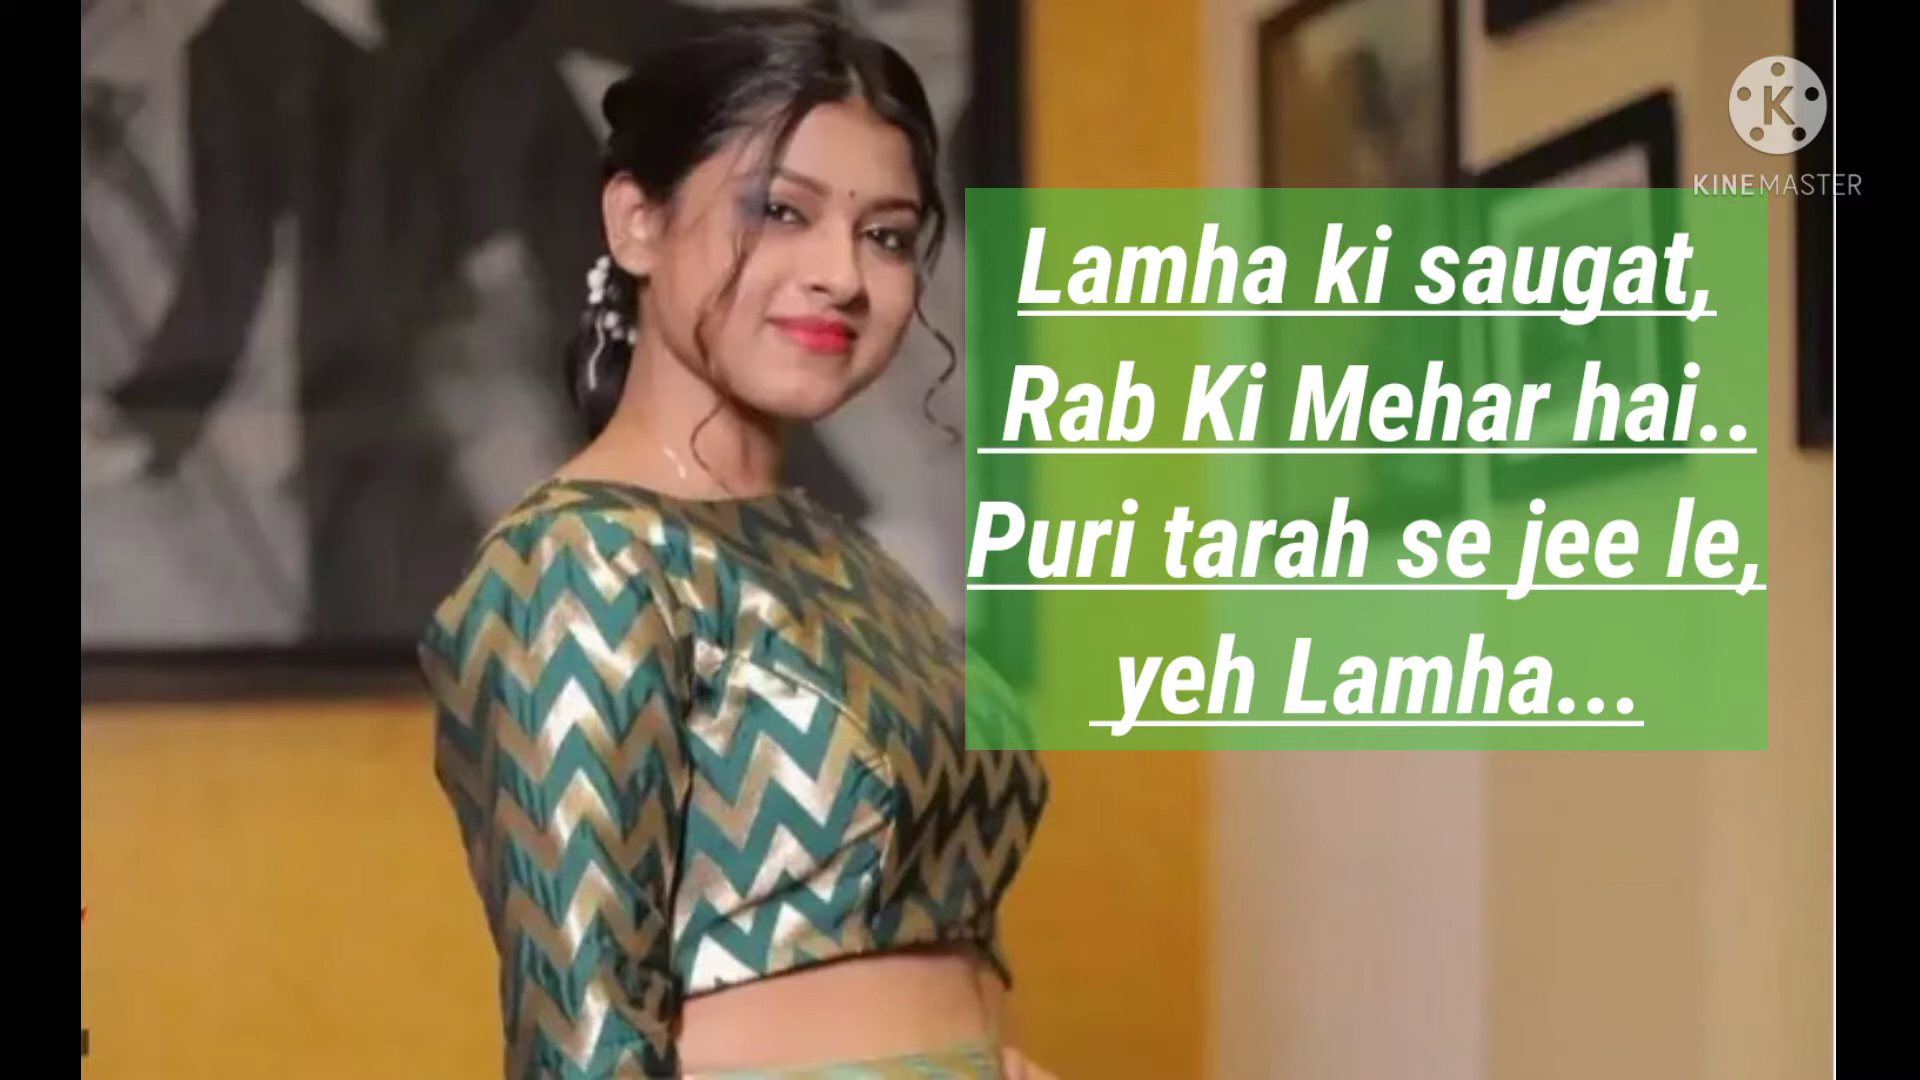 K
KINEMASTER
Lamha ki saugat,
Rab Ki Mehar hai..
Puri tarah se jee le,
yeh Lamha...